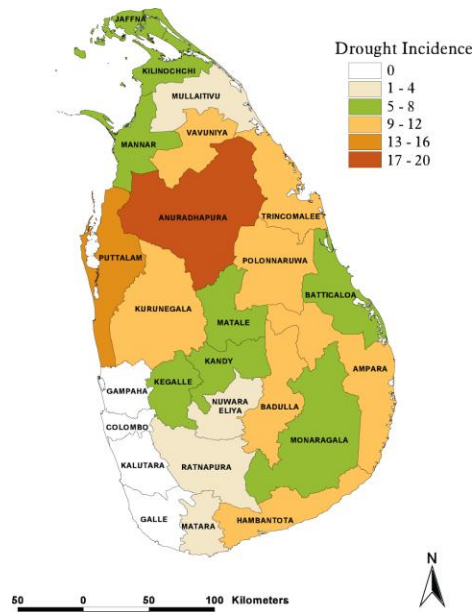 JAFFNA
Drought Incidence
0
1 - 4
5 - 8
9 - 12
13 - 16
17 - 20
KILINOCHCHI
MULLAITIVU
VAVUNIYA
MANNAR
ANURADHAPURA
TRINCOMALEE
PUTTALAM
POLONNARUWA
BATTICALOA
KURUNEGALA
MATALE
KANDY
AMPARA
KEGALLE
GAMPAHA
NUWARA
ELIYA
BADULLA
COLOMBO
MONARAGALA
KALUTARA
RATNAPURA
GALLE
MATARA
HAMBANTOTA
N
50 0 50 100 Kilometers